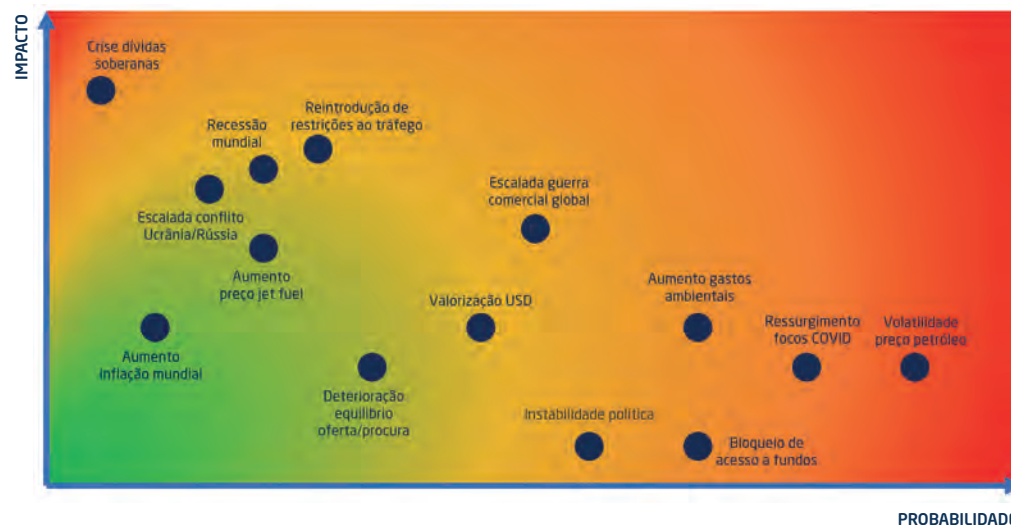 IMPACTO
Crise dívidas
soberanas
Reintrodução de
restrições ao tráfego
Recessão
mundial
Escalada guerra
comercial global
Escalada conflito
Ucrânia/Rússia
Aumento
preço jet fuel
Aumento gastos
ambientais
Valorização USD
Ressurgimento
focos COVID
Volatilidade
preço petróleo
Aumento
inflação mundial
Deterioração
equilíbrio
oferta/procura
Instabilidade política
Bloqueio de
acesso a fundos
PROBABILIDADE